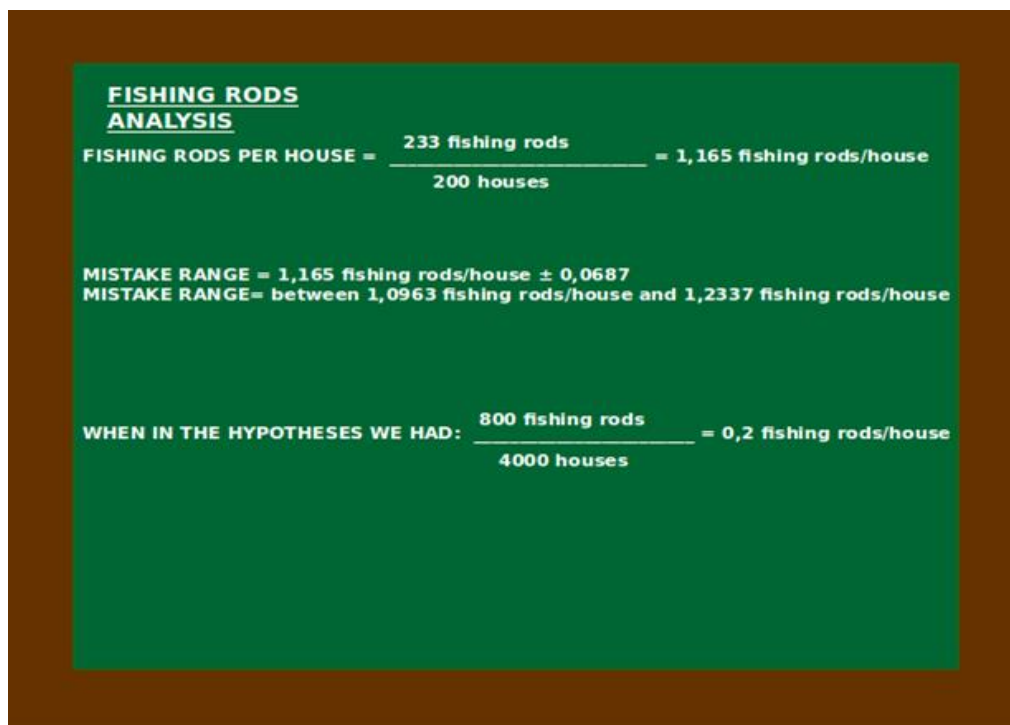 FISHING RODS
ANALYSIS
233 fishing rods
FISHING RODS PER HOUSE = ____________________________ = 1,165 fishing rods/house
200 houses
MISTAKE RANGE = 1,165 fishing rods/house ± 0,0687
MISTAKE RANGE= between 1,0963 fishing rods/house and 1,2337 fishing rods/house
800 fishing rods
WHEN IN THE HYPOTHESES WE HAD: ________________________ = 0,2 fishing rods/house
4000 houses